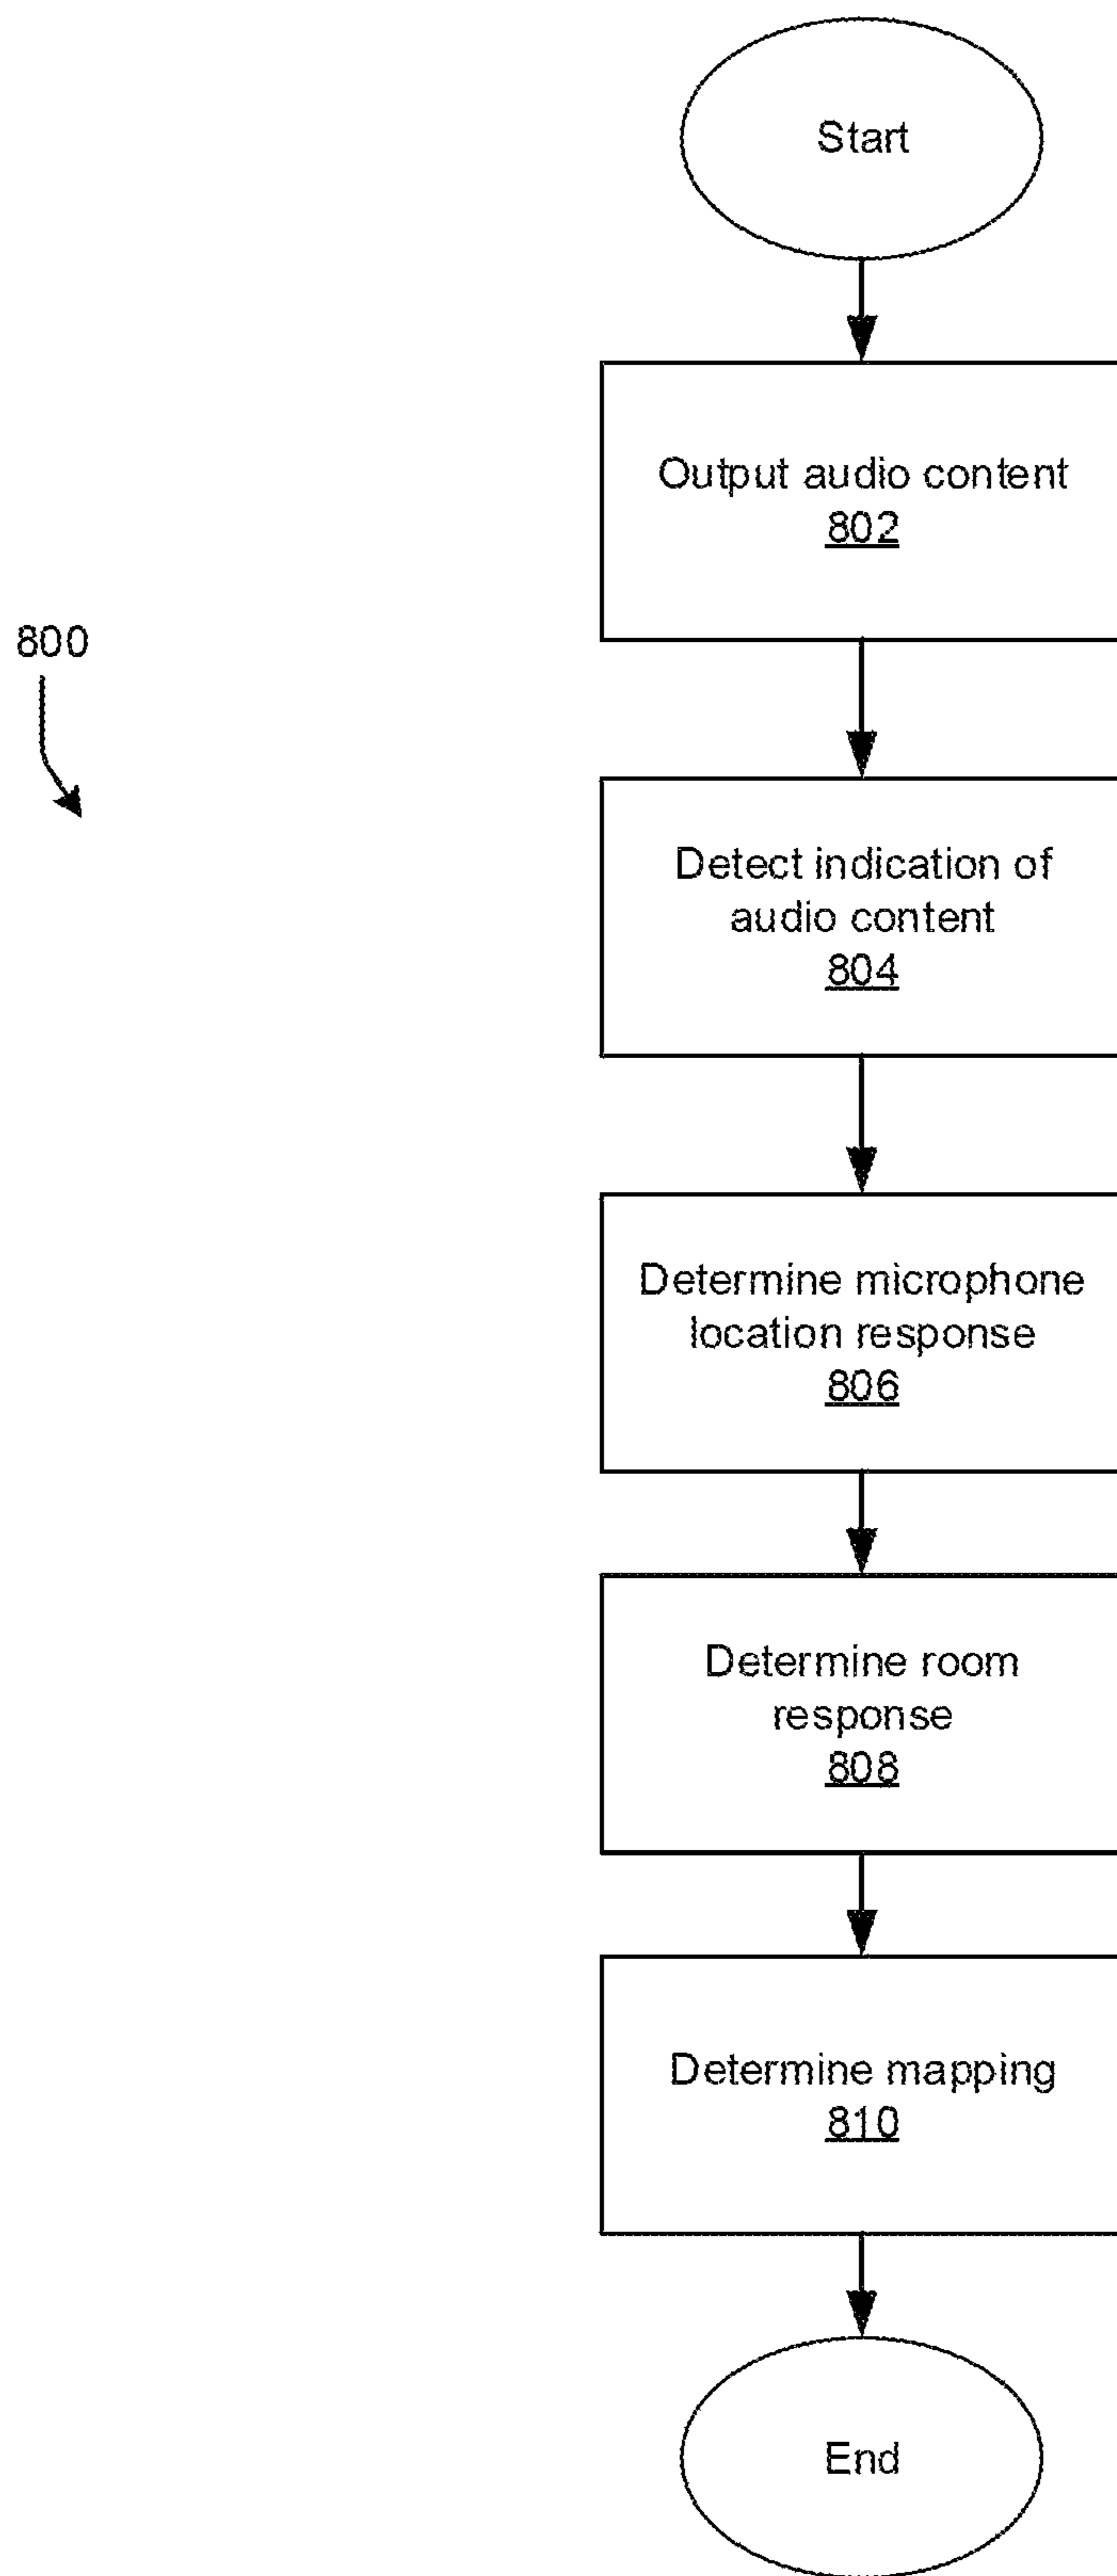 Start
Output audio content
802
800
Detect indication of
audio content
804
Determine microphone
location response
806
Determine room
response
808
Determine mapping
810
End